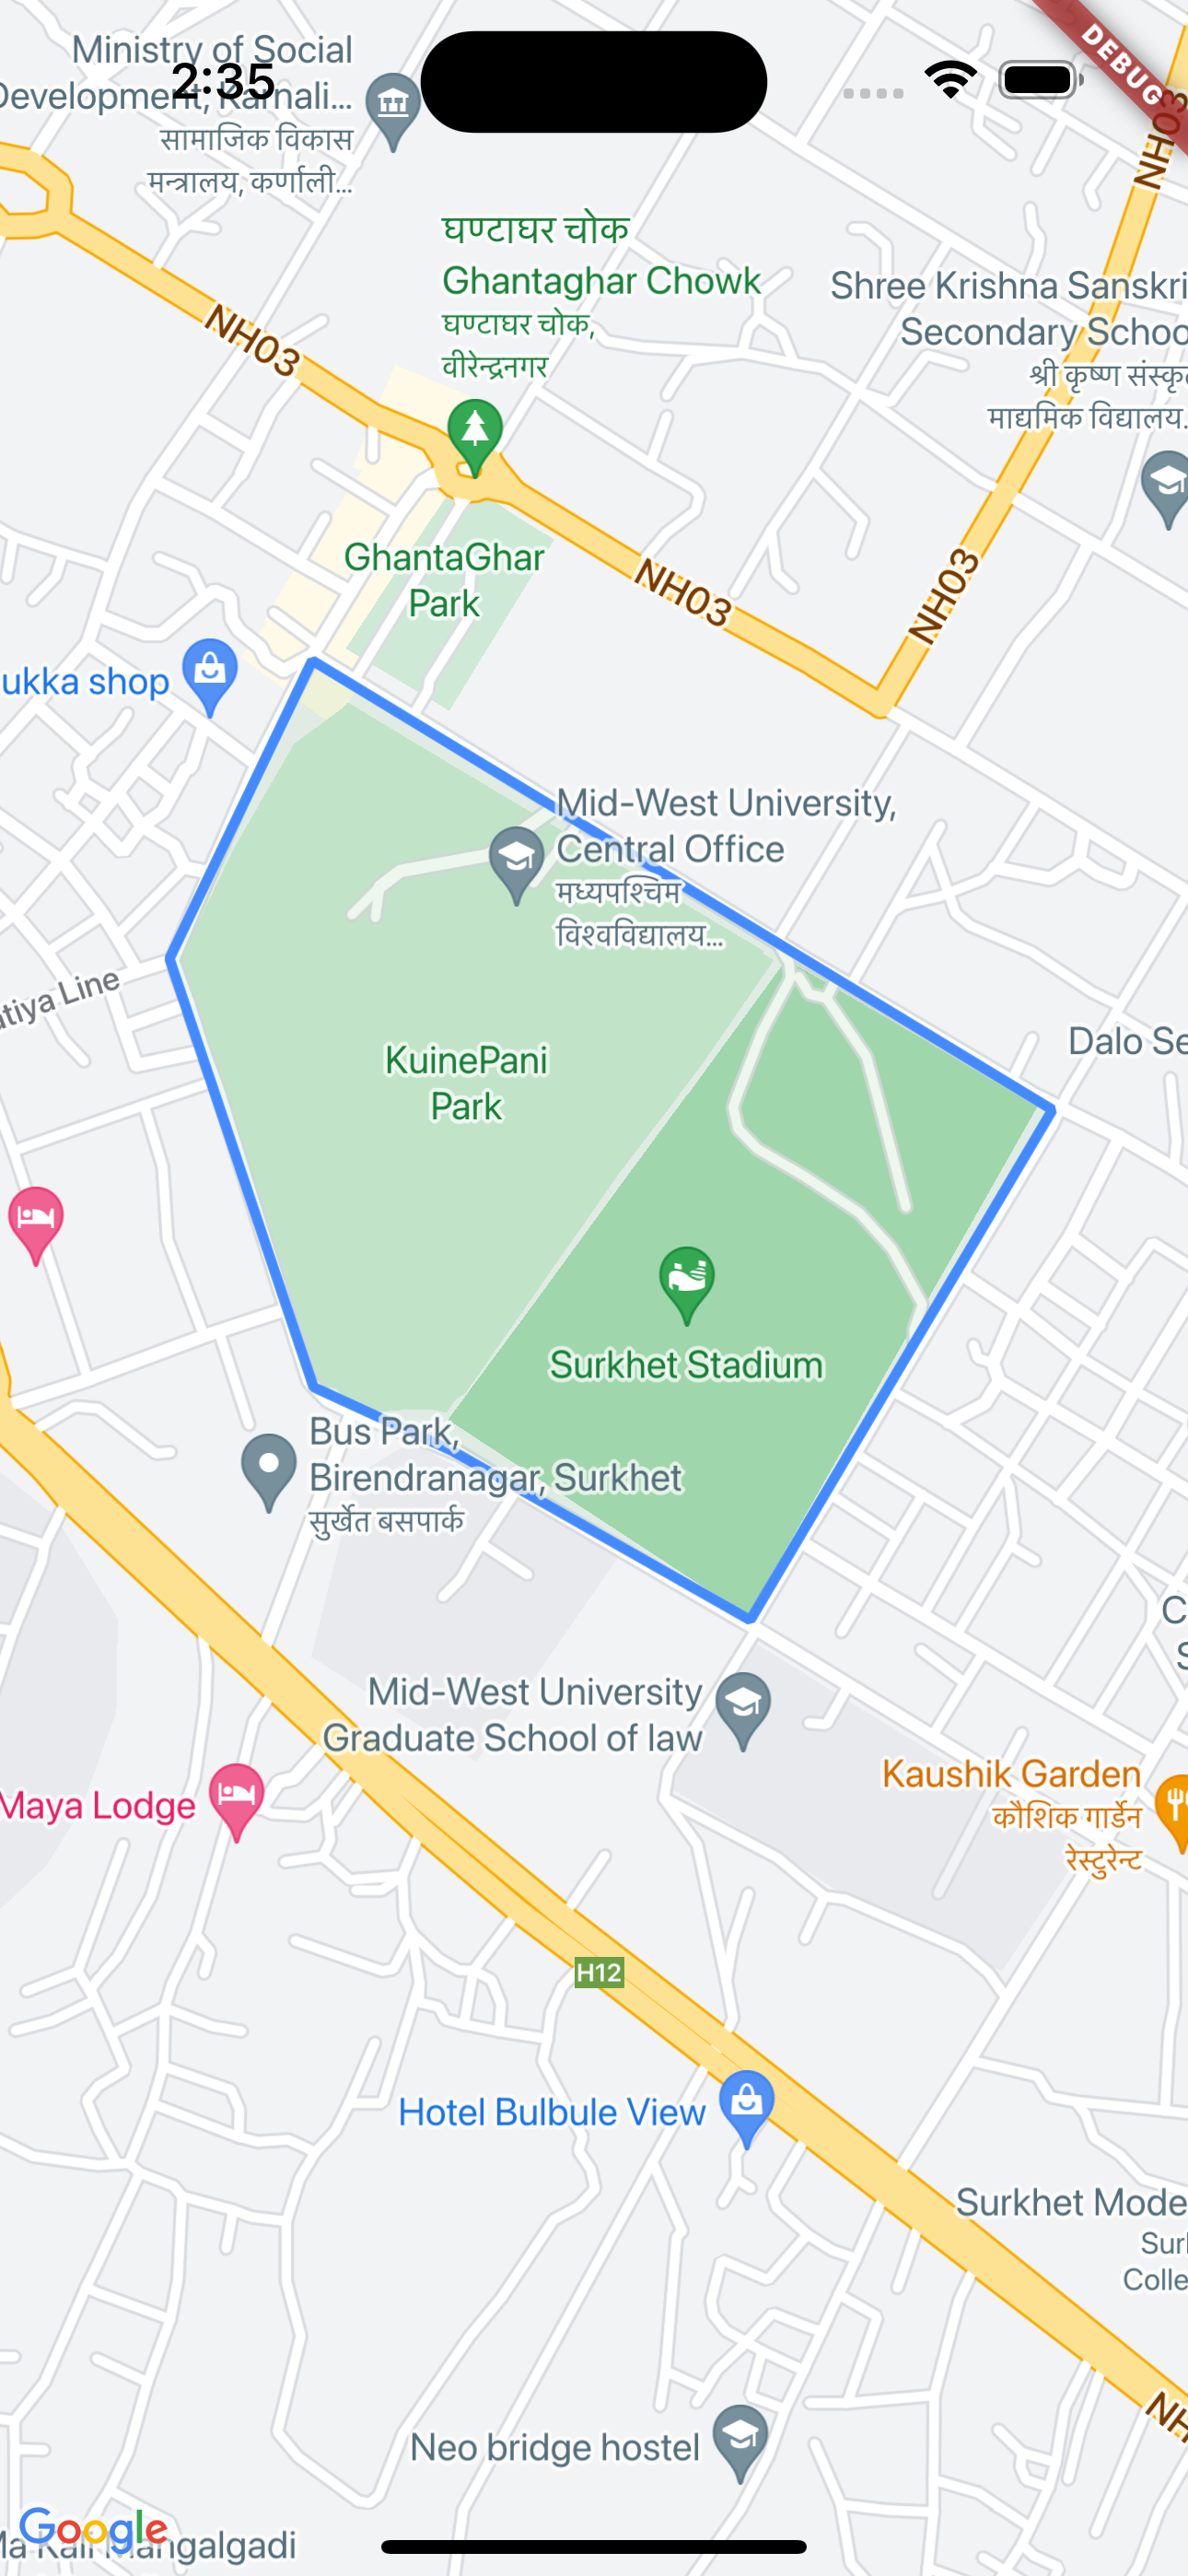 Ministry of Social
Development, Karnali...
सामाजिक विकास
मन्त्रालय, कर्णाली...
2:35
DEBUG
NH03
घण्टाघर चोक
Ghantaghar Chowk
घण्टाघर चोक,
वीरेन्द्रनगर
Shree Krishna Sanskri
Secondary Schoo
श्री कृष्ण संस्कृ
माद्यमिक विद्यालय.
NH03
NH03
NH03
GhantaGhar
Park
ukka shop
Mid-West University,
Central Office
मध्यपश्चिम
विश्वविद्यालय...
atiya Line
Dalo Se
KuinePani
Park
Surkhet Stadium
Bus Park,
Birendranagar, Surkhet
सुर्खेत बसपार्क
C
S
Mid-West University
Graduate School of law
Kaushik Garden
कौशिक गार्डेन
रेस्टुरेन्ट
Maya Lodge
H12
Hotel Bulbule View
Surkhet Mode
Surl
Colle
NH
Neo bridge hostel
Google
Ma Kali Mangalgadi